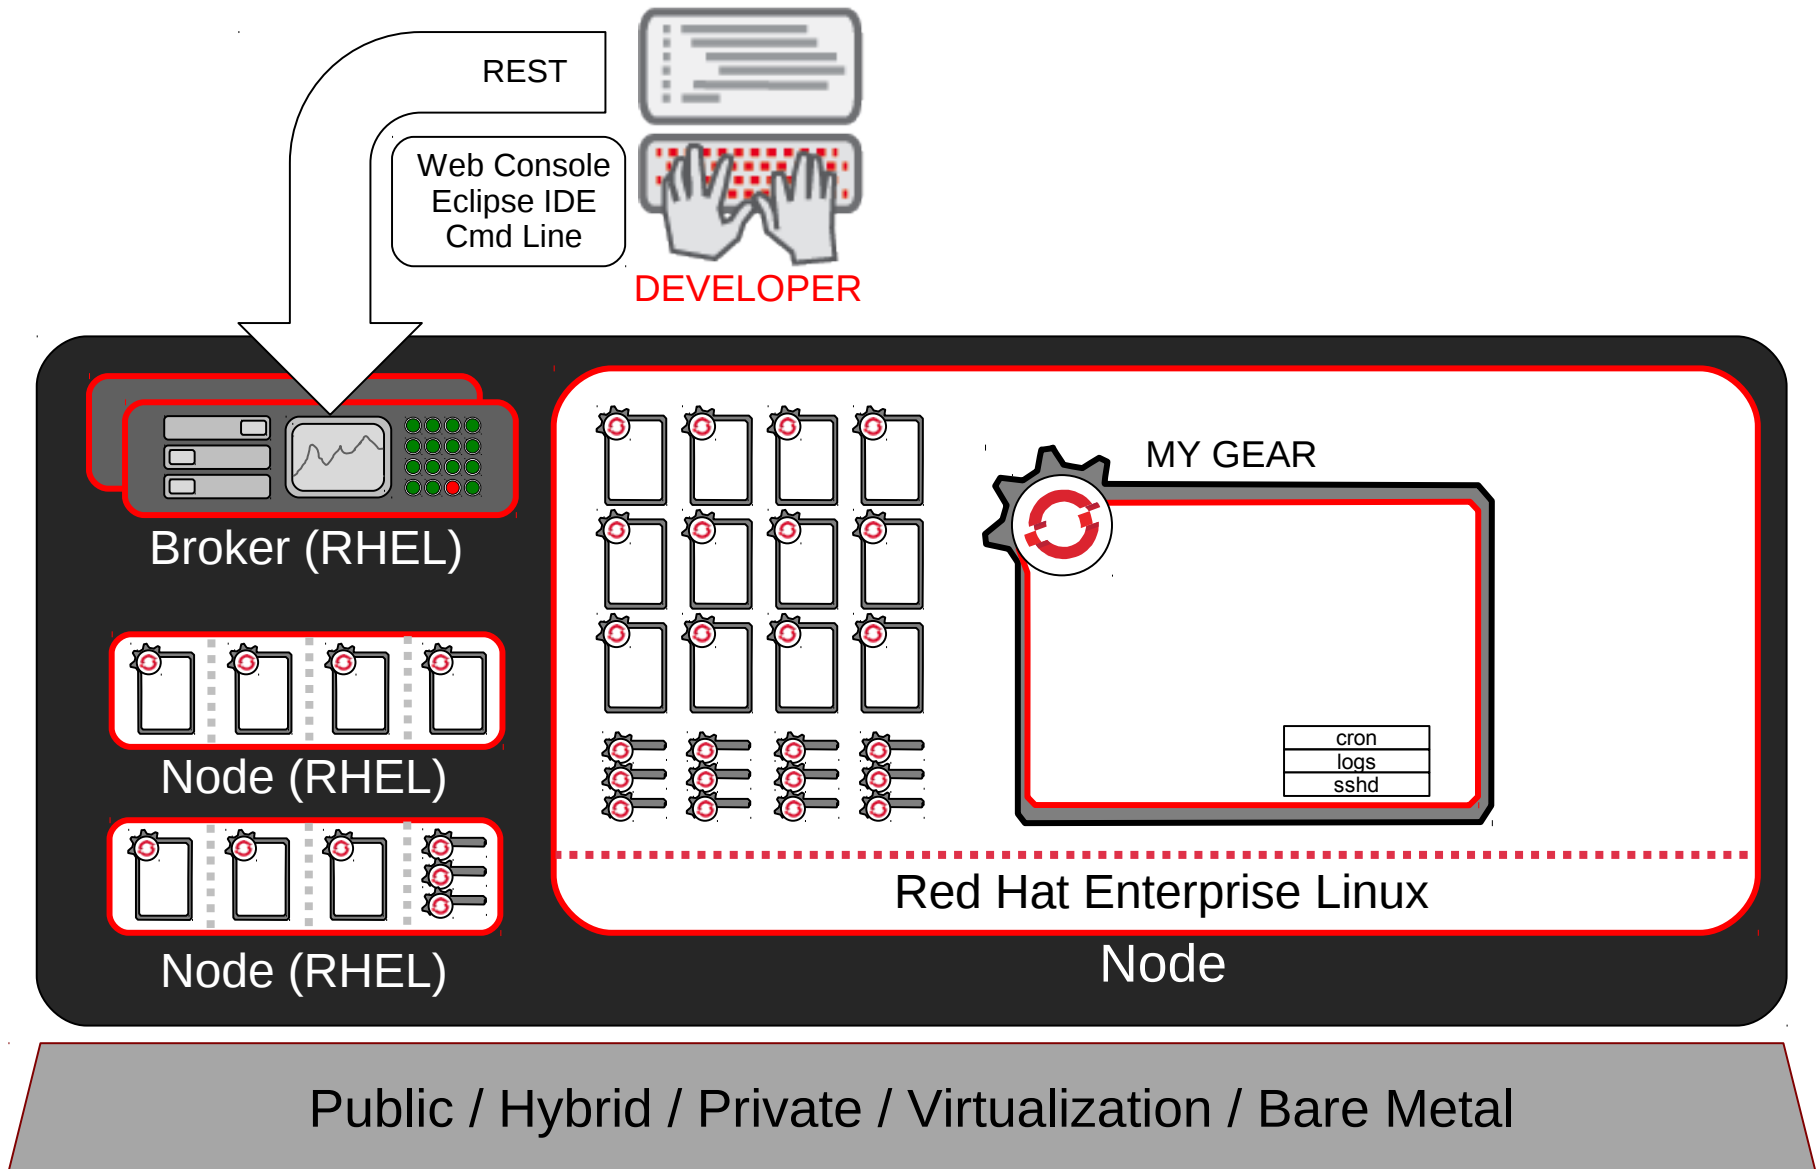 REST
Web Console
Eclipse IDE
Cmd Line
DEVELOPER
Broker (RHEL)
Node (RHEL)
Node (RHEL)
MY GEAR
cron
logs
sshd
Red Hat Enterprise Linux
Node
Public / Hybrid / Private / Virtualization / Bare Metal